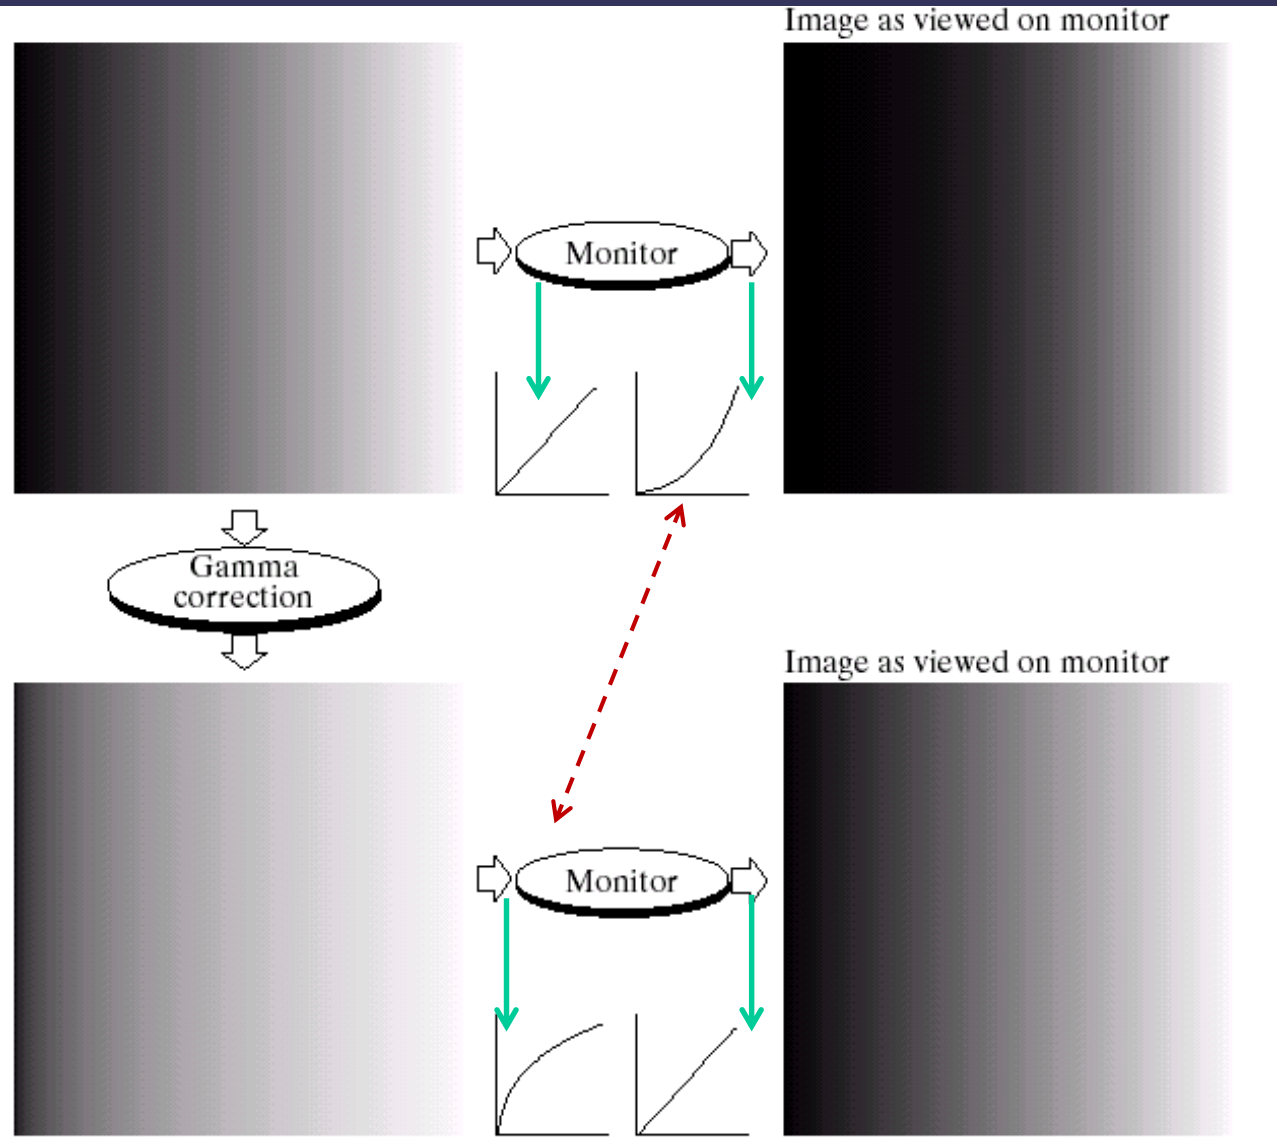 Image as viewed on monitor
Monitor
Gamma
correction
Image as viewed on monitor
Monitor